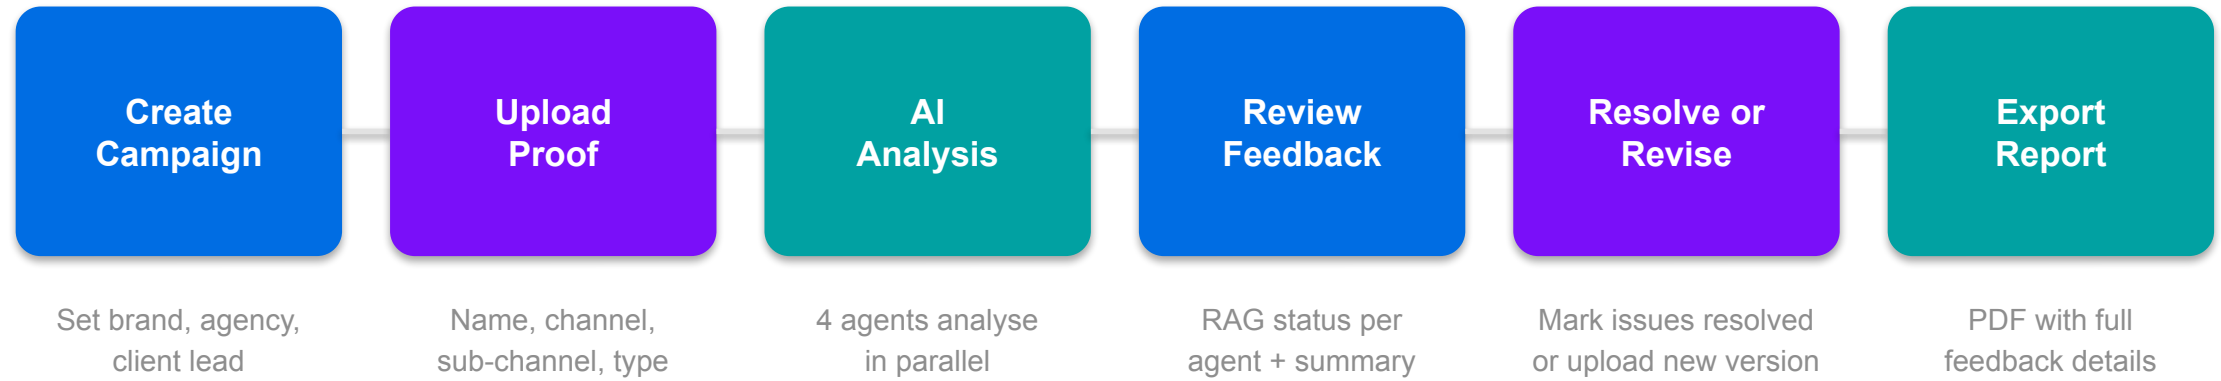 Create
Campaign
Upload
Proof
AI
Analysis
Review
Feedback
Resolve or
Revise
Export
Report
Set brand, agency,
client lead
Name, channel,
sub-channel, type
4 agents analyse
in parallel
RAG status per
agent + summary
Mark issues resolved
or upload new version
PDF with full
feedback details